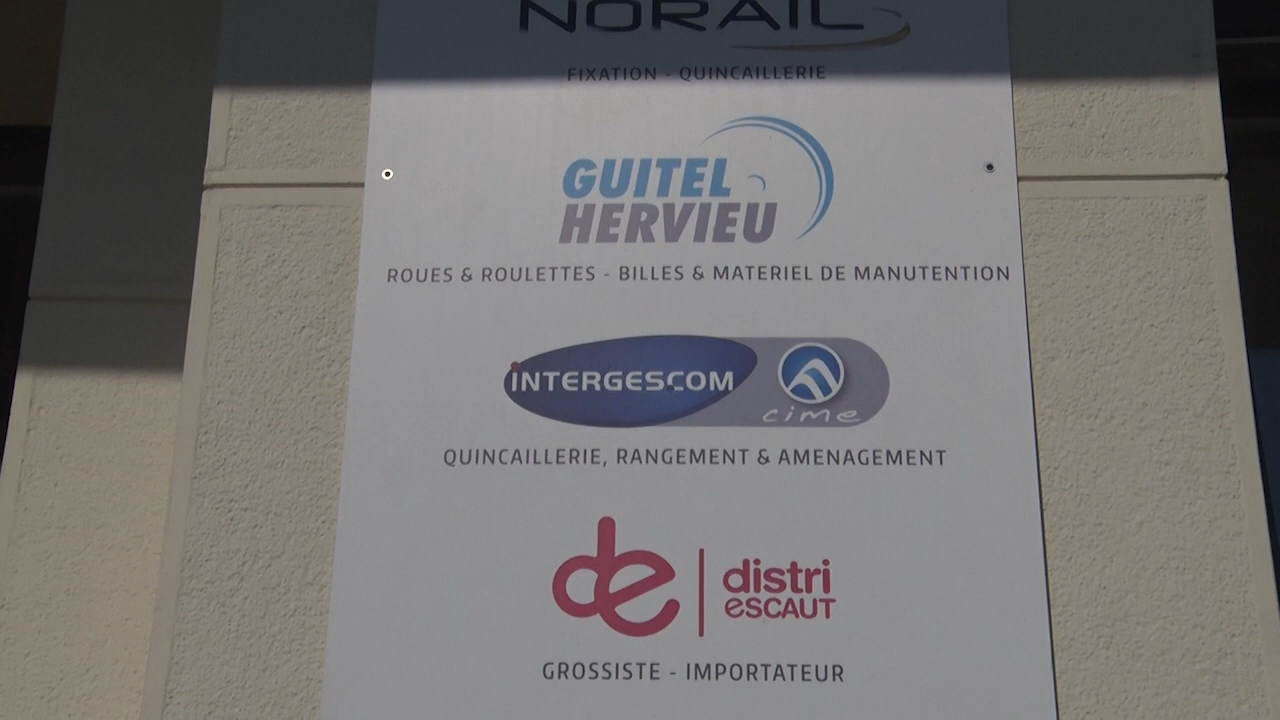 NORAIL
FIXATION - QUINCAILLERIE
GUITEL
HERVIEU
ROUES & ROULETTES - BILLES & MATERIEL DE MANUTENTION
INTERGESCOM
cime
QUINCAILLERIE, RANGEMENT & AMENAGEMENT
de
distri
escaut
GROSSISTE - IMPORTATEUR